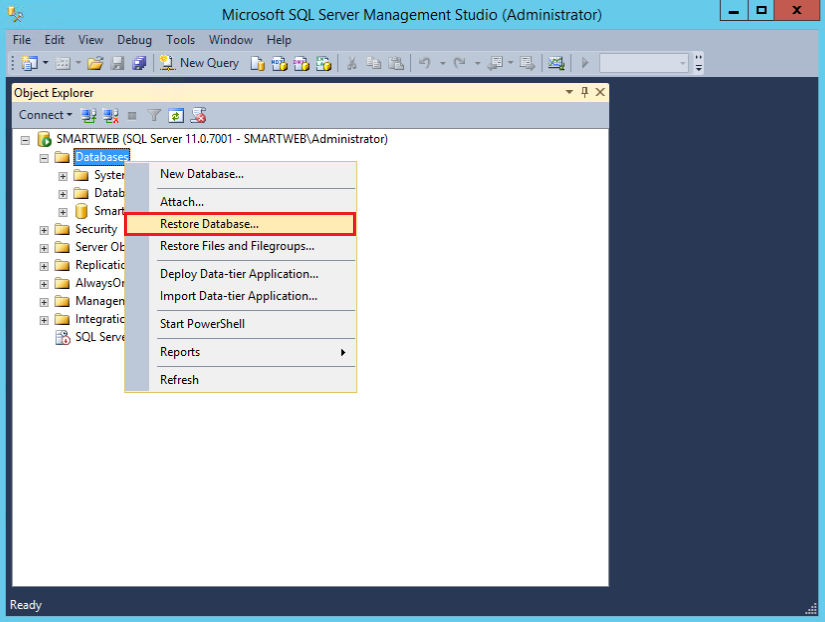 Microsoft SQL Server Management Studio (Administrator)
File Edit View Debug Tools Window Help
New Query
Object Explorer
Connect
SMARTWEB (SQL Server 11.0.7001 - SMARTWEB\Administrator)
Databases
System
Datab
Smart
Security
Server Ob
Replicatio
AlwaysOn
Managem
Integratio
SQL Serve
New Database...
Attach...
Restore Database...
Restore Files and Filegroups...
Deploy Data-tier Application...
Import Data-tier Application...
Start PowerShell
Reports
Refresh
Ready